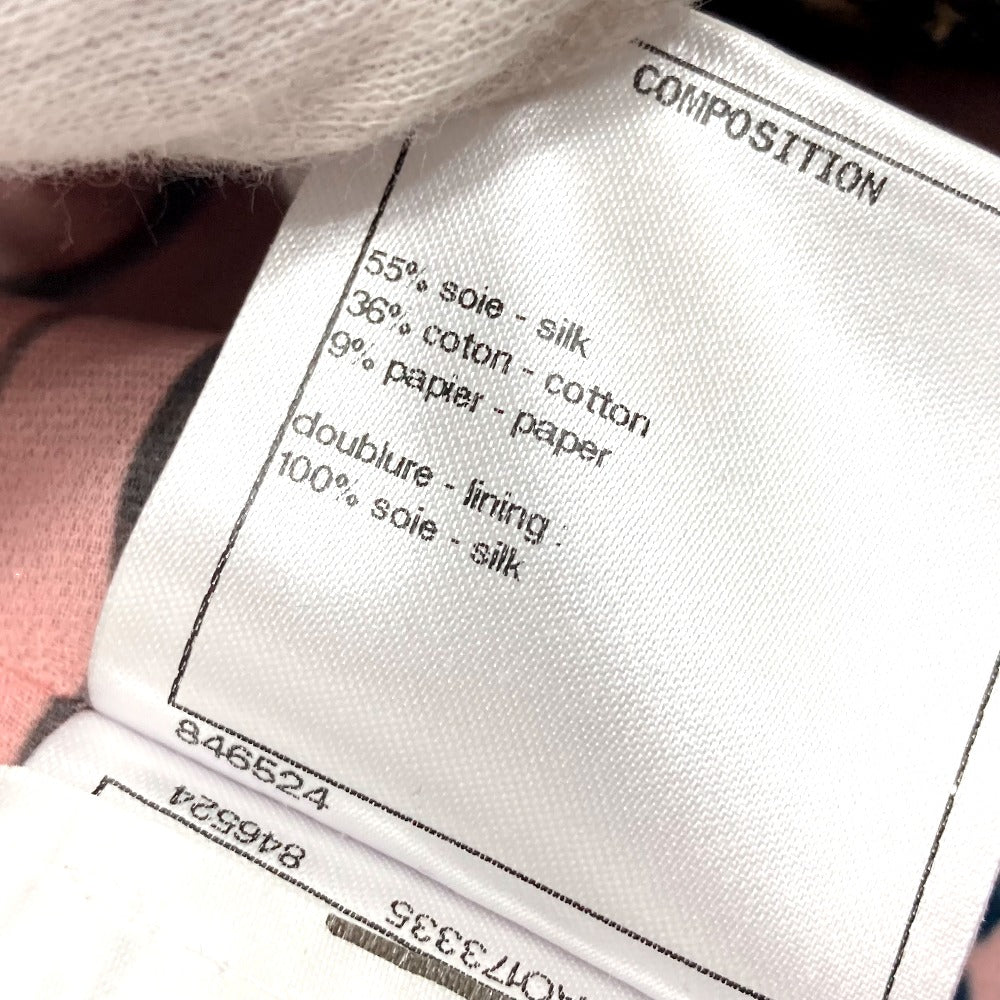 COMPOSITION
55% soie - silk
36% coton - cotton
9% papier - paper
doublure - lining :
100% soie - silk
846524
846524